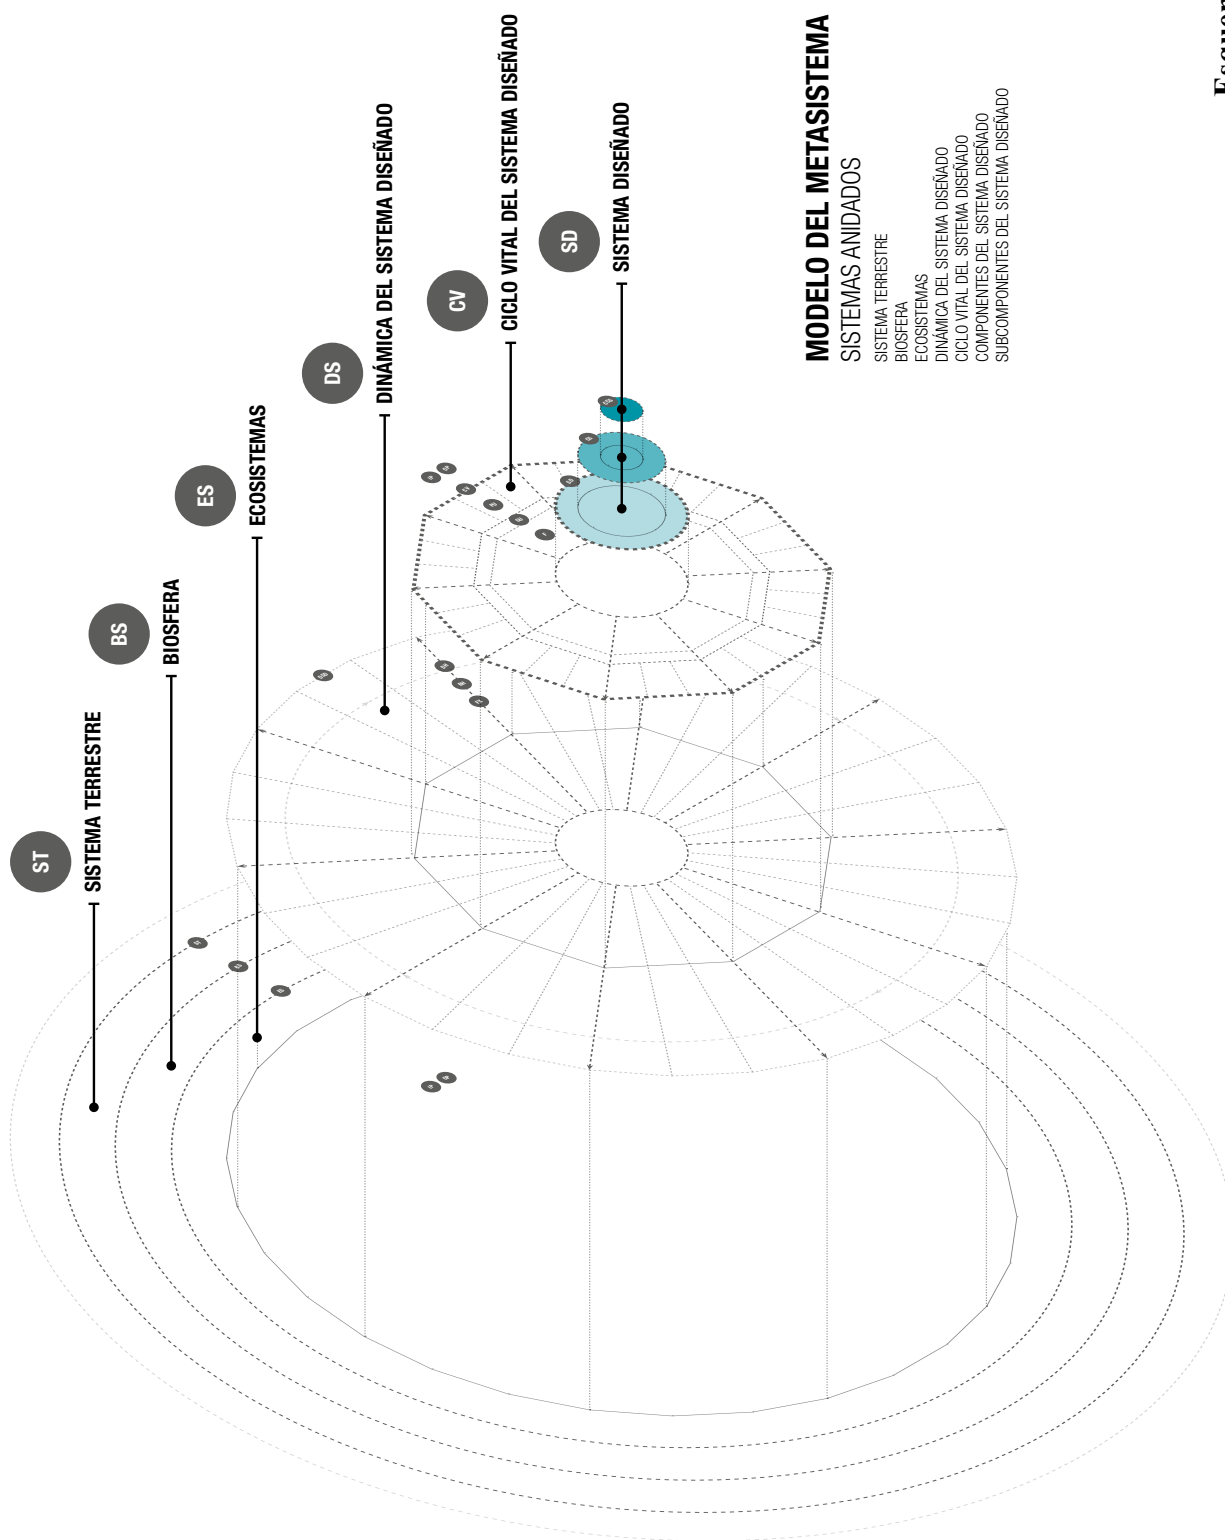 ST
SISTEMA TERRESTRE
BS
BIOSFERA
ES
ECOSISTEMAS
DS
DINÁMICA DEL SISTEMA DISEÑADO
CV
CICLO VITAL DEL SISTEMA DISEÑADO
SD
SISTEMA DISEÑADO
MODELO DEL METASISTEMA
SISTEMAS ANIDADOS
SISTEMA TERRESTRE
BIOSFERA
ECOSISTEMAS
DINÁMICA DEL SISTEMA DISEÑADO
CICLO VITAL DEL SISTEMA DISEÑADO
COMPONENTES DEL SISTEMA DISEÑADO
SUBCOMPONENTES DEL SISTEMA DISEÑADO